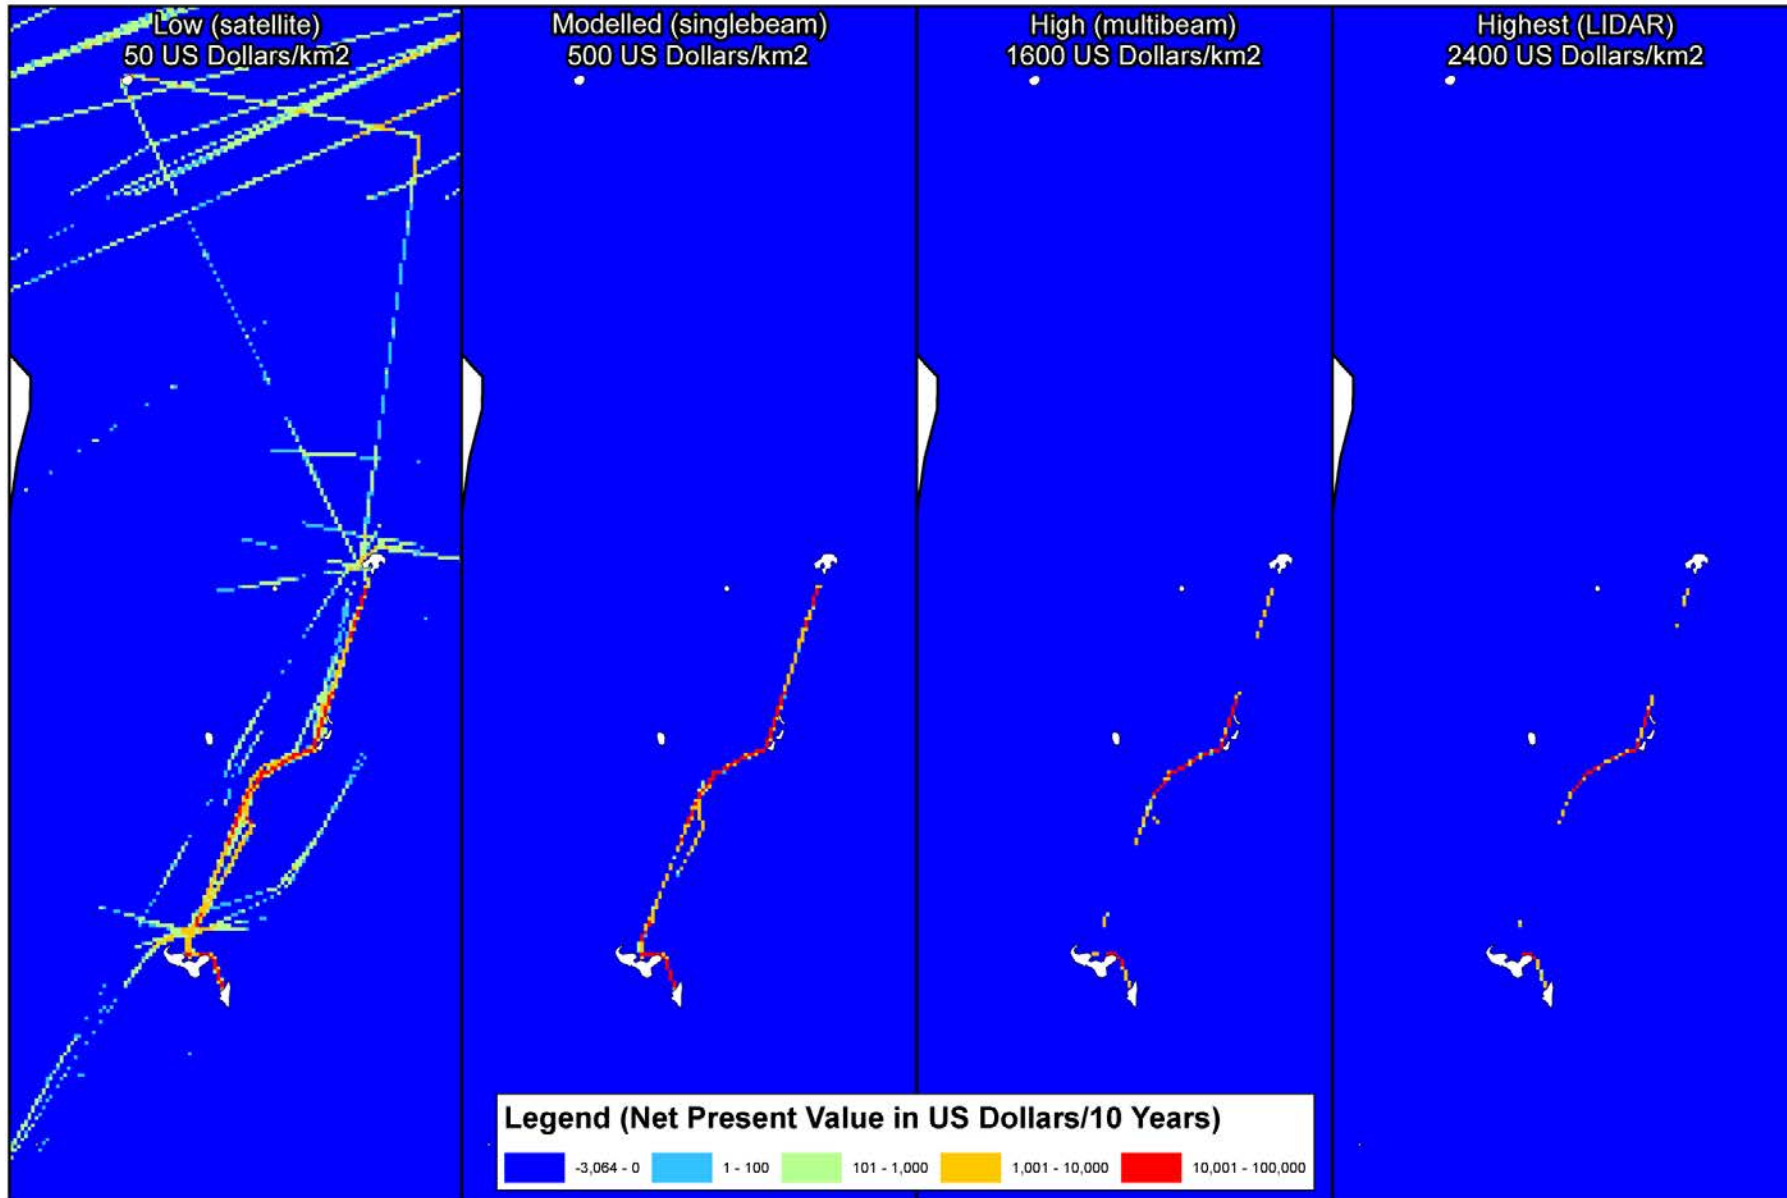 Low (satellite)
50 US Dollars/km2
Modelled (singlebeam)
500 US Dollars/km2
High (multibeam)
1600 US Dollars/km2
Highest (LIDAR)
2400 US Dollars/km2
Legend (Net Present Value in US Dollars/10 Years)
-3,064 - 0 1 - 100 101 - 1,000 1,001 - 10,000 10,001 - 100,000